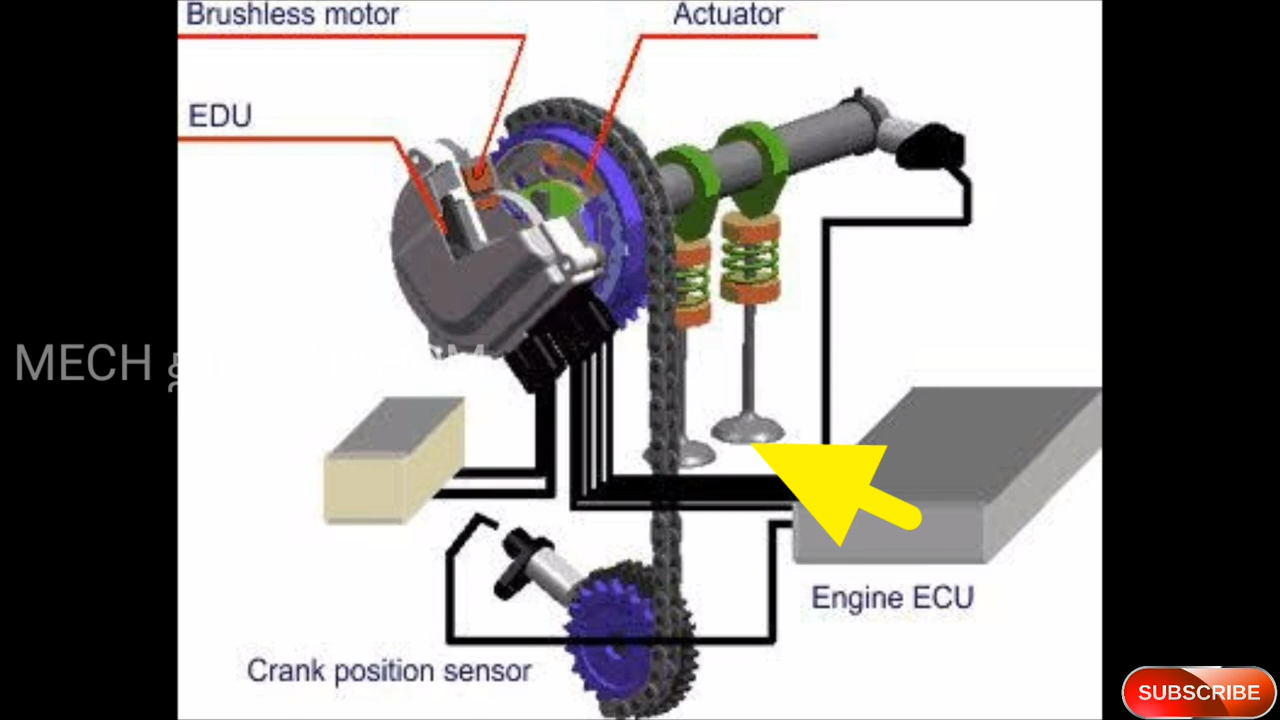 Brushless motor
Actuator
EDU
MECH
Engine ECU
Crank position sensor
SUBSCRIBE